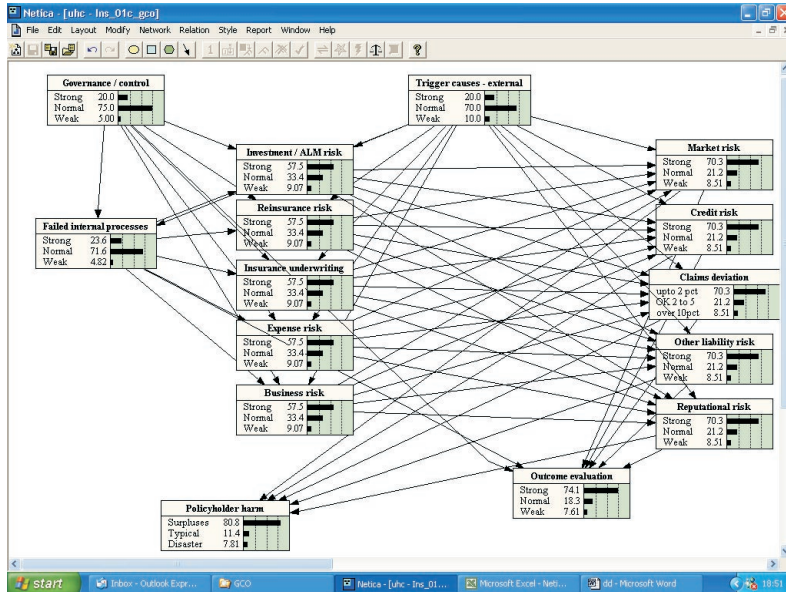 Netica - [uhc - Ins_01c_gco]
File Edit Layout Modify Network Relation Style Report Window Help
Governance / control
Strong 20.0
Normal 75.0
Weak 5.00
Trigger causes - external
Strong 20.0
Normal 70.0
Weak 10.0
Investment / ALM risk
Strong 57.5
Normal 33.4
Weak 9.07
Market risk
Strong 70.3
Normal 21.2
Weak 8.51
Reinsurance risk
Strong 57.5
Normal 33.4
Weak 9.07
Credit risk
Strong 70.3
Normal 21.2
Weak 8.51
Failed internal processes
Strong 23.6
Normal 71.6
Weak 4.82
Insurance underwriting
Strong 57.5
Normal 33.4
Weak 9.07
Claims deviation
upto 2 pct 70.3
OK 2 to 5 21.2
over 10pct 8.51
Expense risk
Strong 57.5
Normal 33.4
Weak 9.07
Other liability risk
Strong 70.3
Normal 21.2
Weak 8.51
Business risk
Strong 57.5
Normal 33.4
Weak 9.07
Reputational risk
Strong 70.3
Normal 21.2
Weak 8.51
Outcome evaluation
Strong 74.1
Normal 18.3
Weak 7.61
Policyholder harm
Surpluses 80.8
Typical 11.4
Disaster 7.81
start
Inbox - Outlook Expr...
GCO
Netica - [uhc - Ins_01...
Microsoft Excel - Neti...
dd - Microsoft Word
18:51